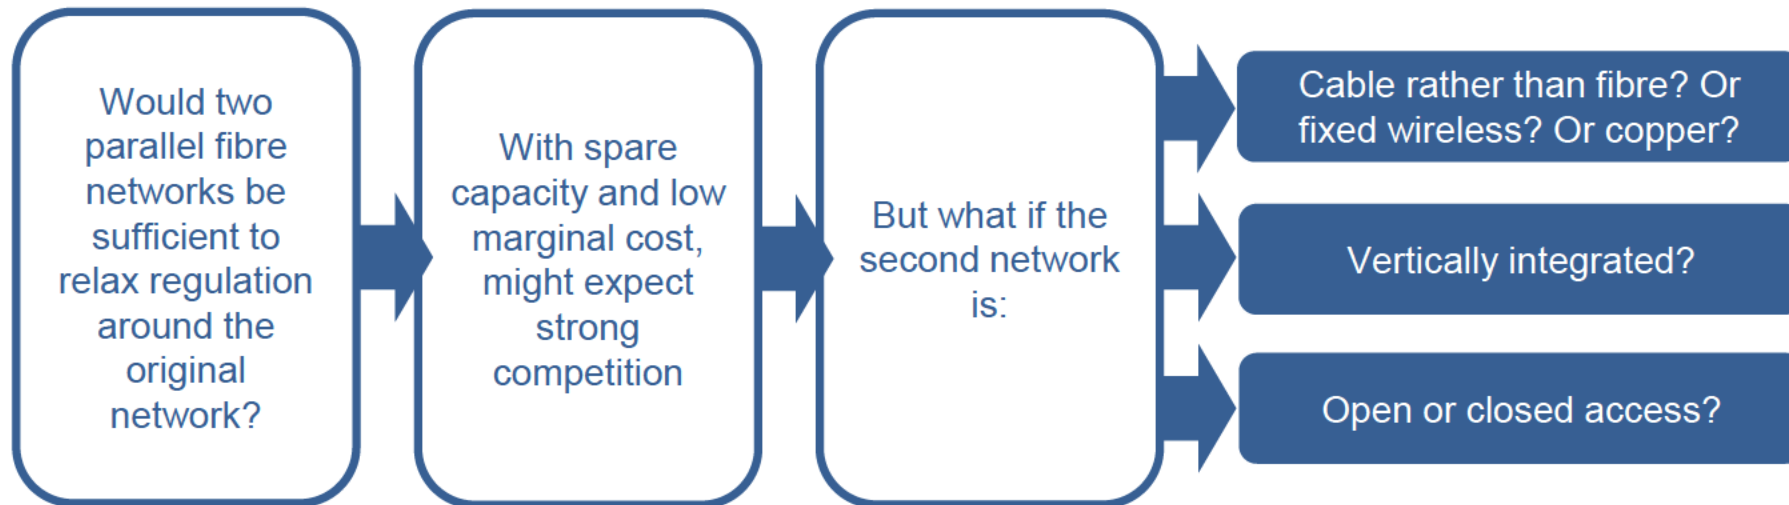 Would two
parallel fibre
networks be
sufficient to
relax regulation
around the
original
network?
With spare
capacity and low
marginal cost,
might expect
strong
competition
But what if the
second network
is:
Cable rather than fibre? Or
fixed wireless? Or copper?
Vertically integrated?
Open or closed access?